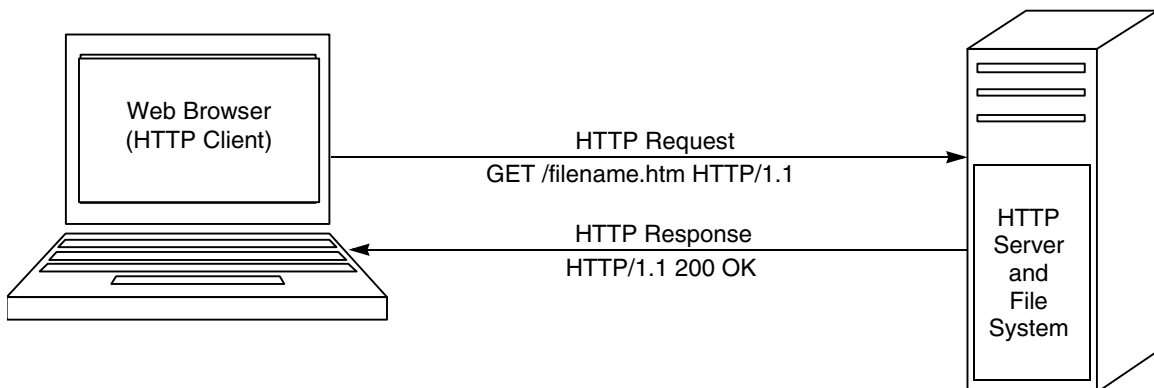 Web Browser
(HTTP Client)
HTTP Request
GET /filename.htm HTTP/1.1
HTTP Response
HTTP/1.1 200 OK
HTTP
Server
and
File
System